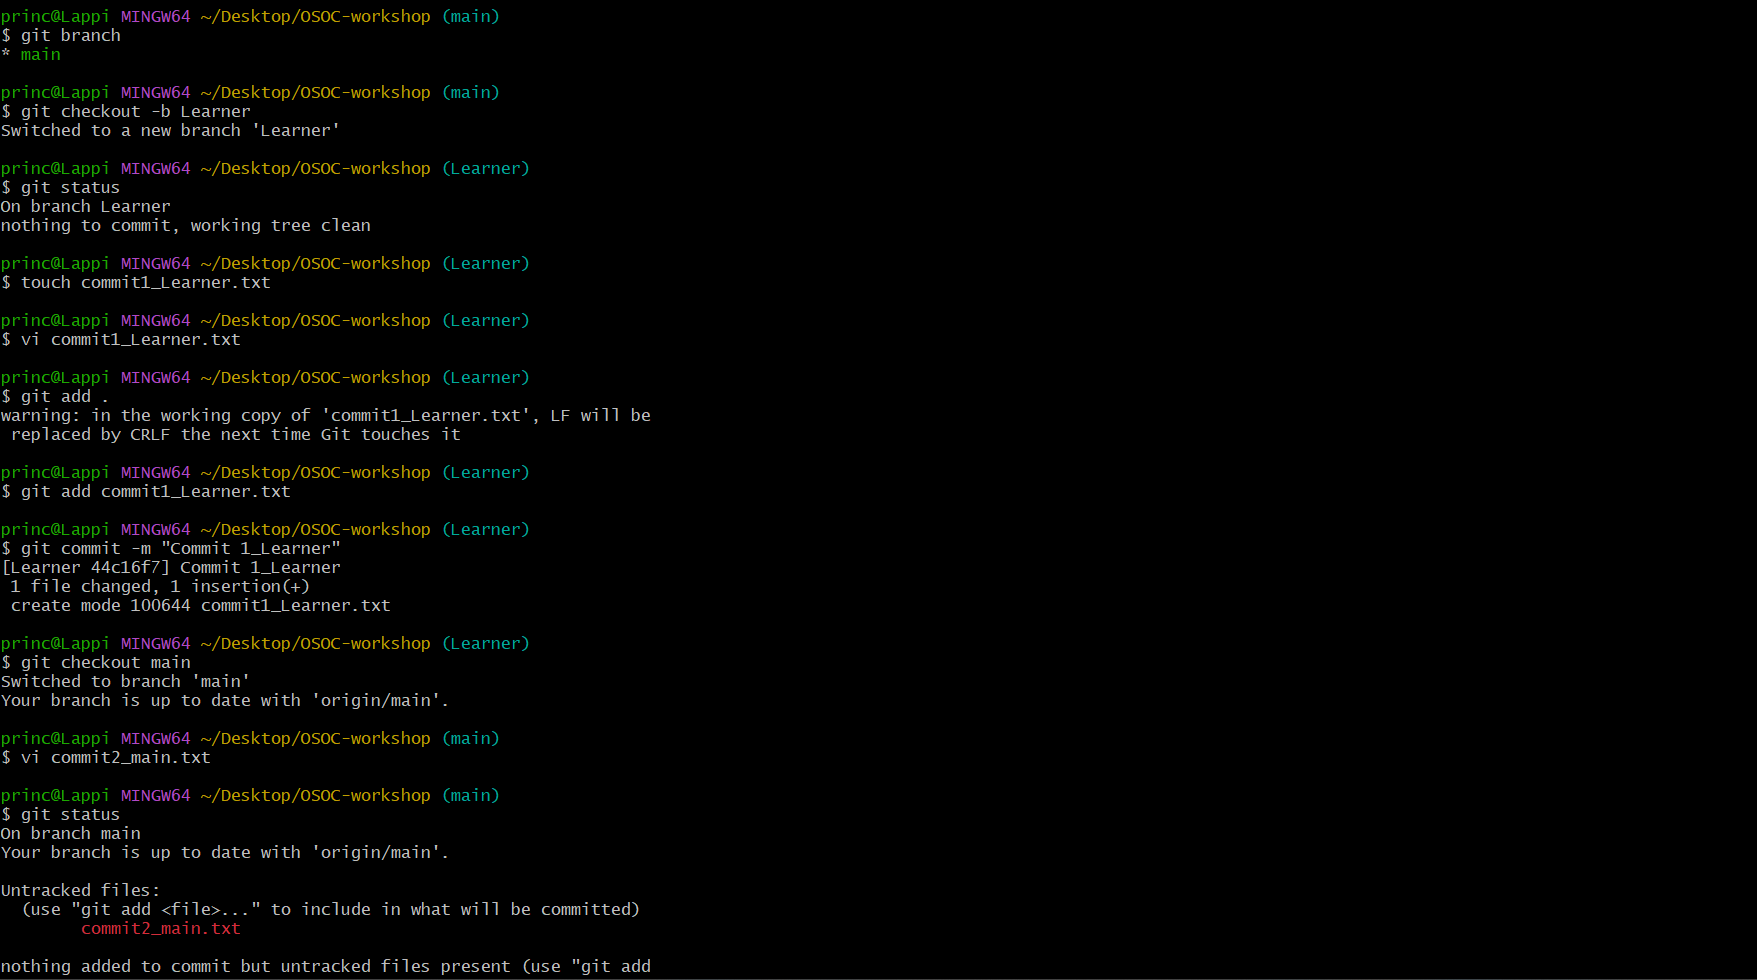 princ@Lappi MINGW64 ~/Desktop/OSOC-workshop (main)
$ git branch
* main
princ@Lappi MINGW64 ~/Desktop/OSOC-workshop (main)
$ git checkout -b Learner
Switched to a new branch 'Learner'
princ@Lappi MINGW64 ~/Desktop/OSOC-workshop (Learner)
$ git status
On branch Learner
nothing to commit, working tree clean
princ@Lappi MINGW64 ~/Desktop/OSOC-workshop (Learner)
$ touch commit1_Learner.txt
princ@Lappi MINGW64 ~/Desktop/OSOC-workshop (Learner)
$ vi commit1_Learner.txt
princ@Lappi MINGW64 ~/Desktop/OSOC-workshop (Learner)
$ git add .
warning: in the working copy of 'commit1_Learner.txt', LF will be
 replaced by CRLF the next time Git touches it
princ@Lappi MINGW64 ~/Desktop/OSOC-workshop (Learner)
$ git add commit1_Learner.txt
princ@Lappi MINGW64 ~/Desktop/OSOC-workshop (Learner)
$ git commit -m "Commit 1_Learner"
[Learner 44c16f7] Commit 1_Learner
 1 file changed, 1 insertion(+)
 create mode 100644 commit1_Learner.txt
princ@Lappi MINGW64 ~/Desktop/OSOC-workshop (Learner)
$ git checkout main
Switched to branch 'main'
Your branch is up to date with 'origin/main'.
princ@Lappi MINGW64 ~/Desktop/OSOC-workshop (main)
$ vi commit2_main.txt
princ@Lappi MINGW64 ~/Desktop/OSOC-workshop (main)
$ git status
On branch main
Your branch is up to date with 'origin/main'.
Untracked files:
  (use "git add <file>..." to include in what will be committed)
        commit2_main.txt
nothing added to commit but untracked files present (use "git add